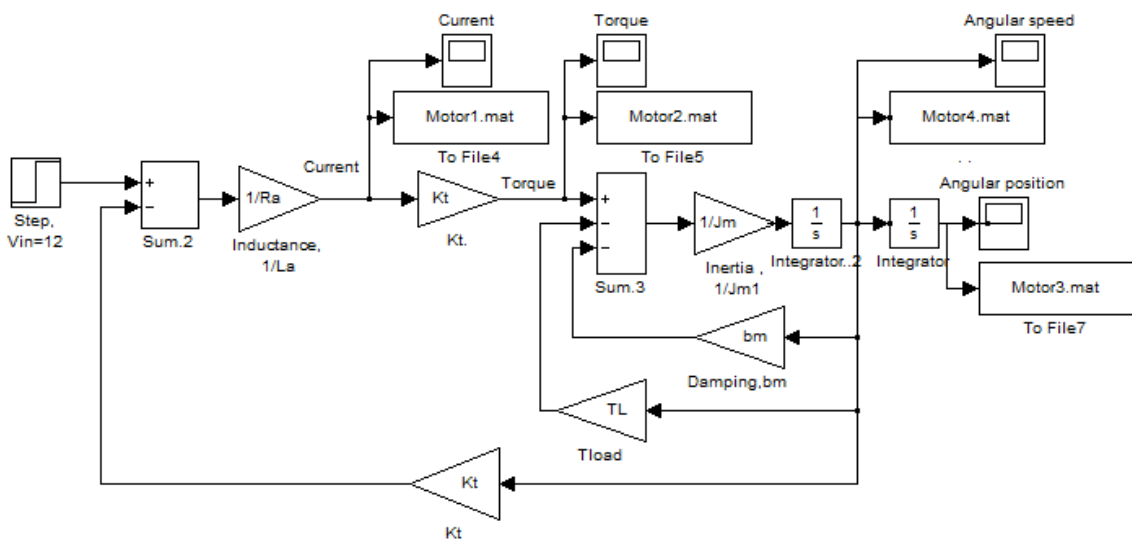 Current
Torque
Angular speed
Motor1.mat
Motor2.mat
Motor4.mat
To File4
To File5
. .
Current
Torque
Angular position
+
−
1/Ra
Kt
+
−
−
1/Jm
1
s
1
s
Step,
Vin=12
Sum.2
Inductance,
1/La
Kt.
Sum.3
Inertia ,
1/Jm1
Integrator..2
Integrator
Motor3.mat
To File7
bm
Damping,bm
TL
Tload
Kt
Kt